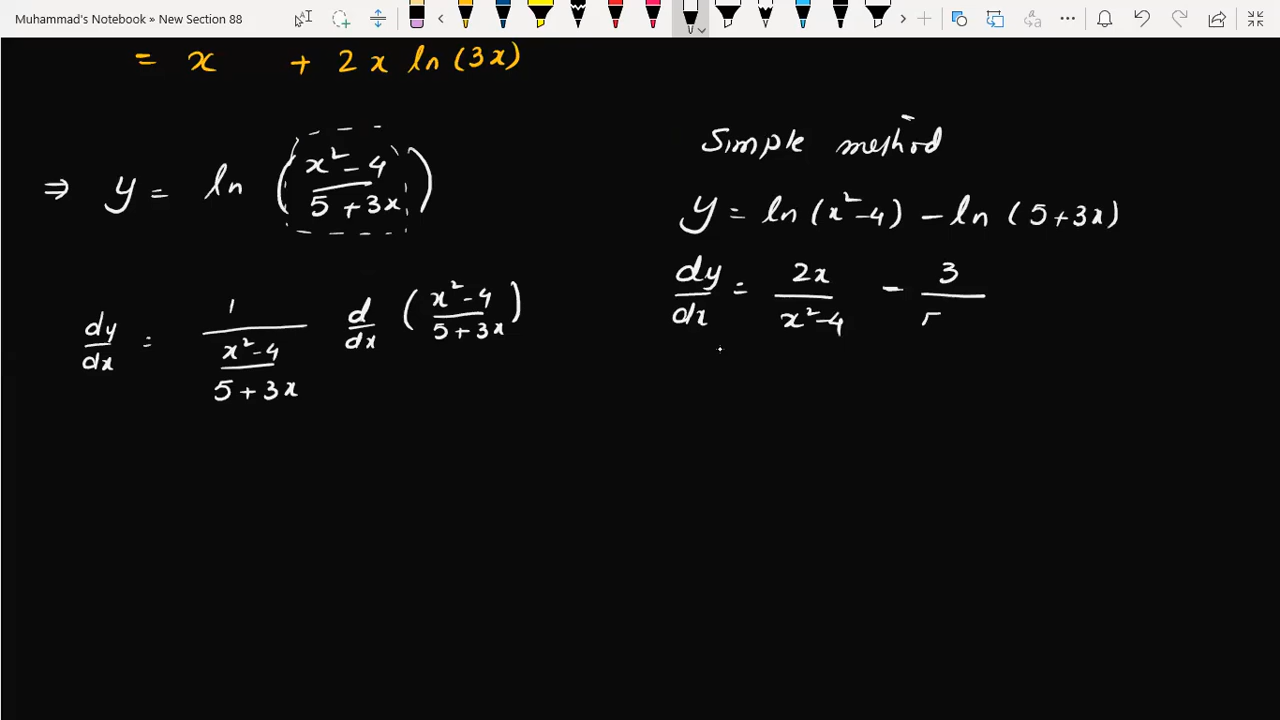 Muhammad's Notebook » New Section 88
= x + 2x ln(3x)
⇒ y = ln ( (x² - 4) / (5 + 3x) )
dy/dx = 1 / ( (x² - 4) / (5 + 3x) ) d/dx ( (x² - 4) / (5 + 3x) )
Simple method
y = ln(x² - 4) - ln(5 + 3x)
dy/dx = 2x / (x² - 4) - 3 /